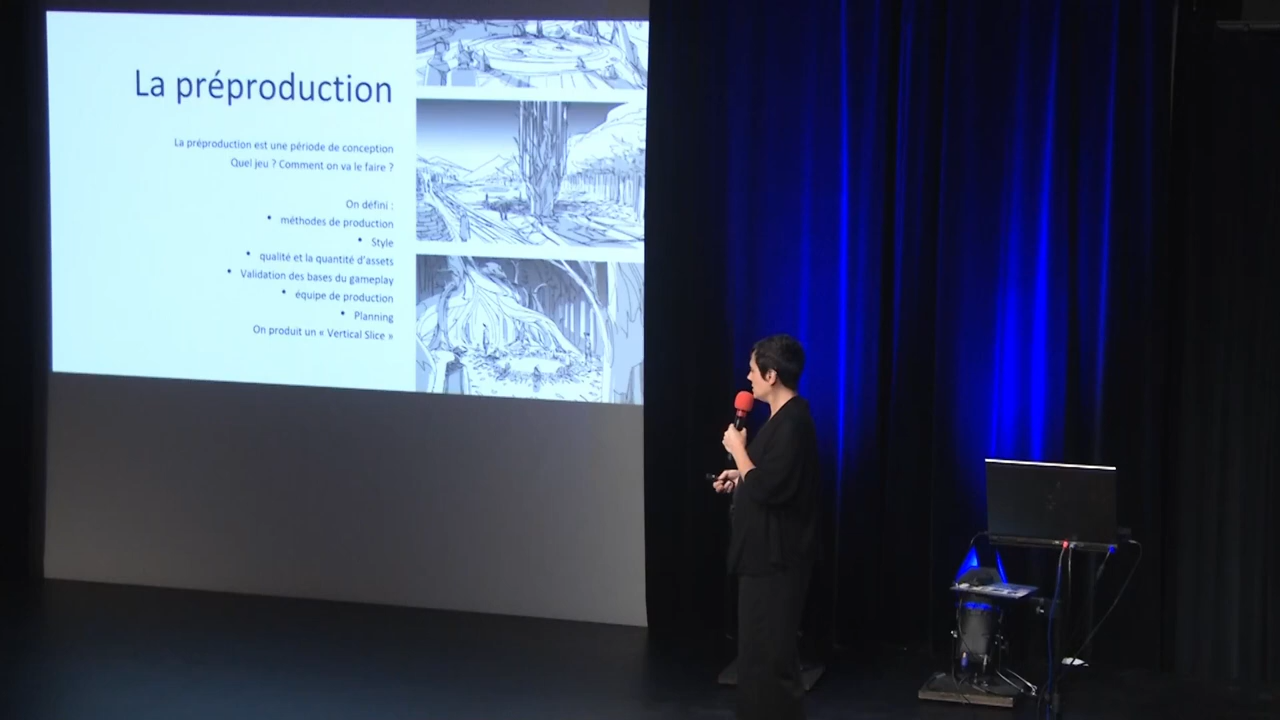 La préproduction
La préproduction est une période de conception
Quel jeu ? Comment on va le faire ?
On défini :
• méthodes de production
• Style
• qualité et la quantité d'assets
• Validation des bases du gameplay
• équipe de production
• Planning
On produit un « Vertical Slice »